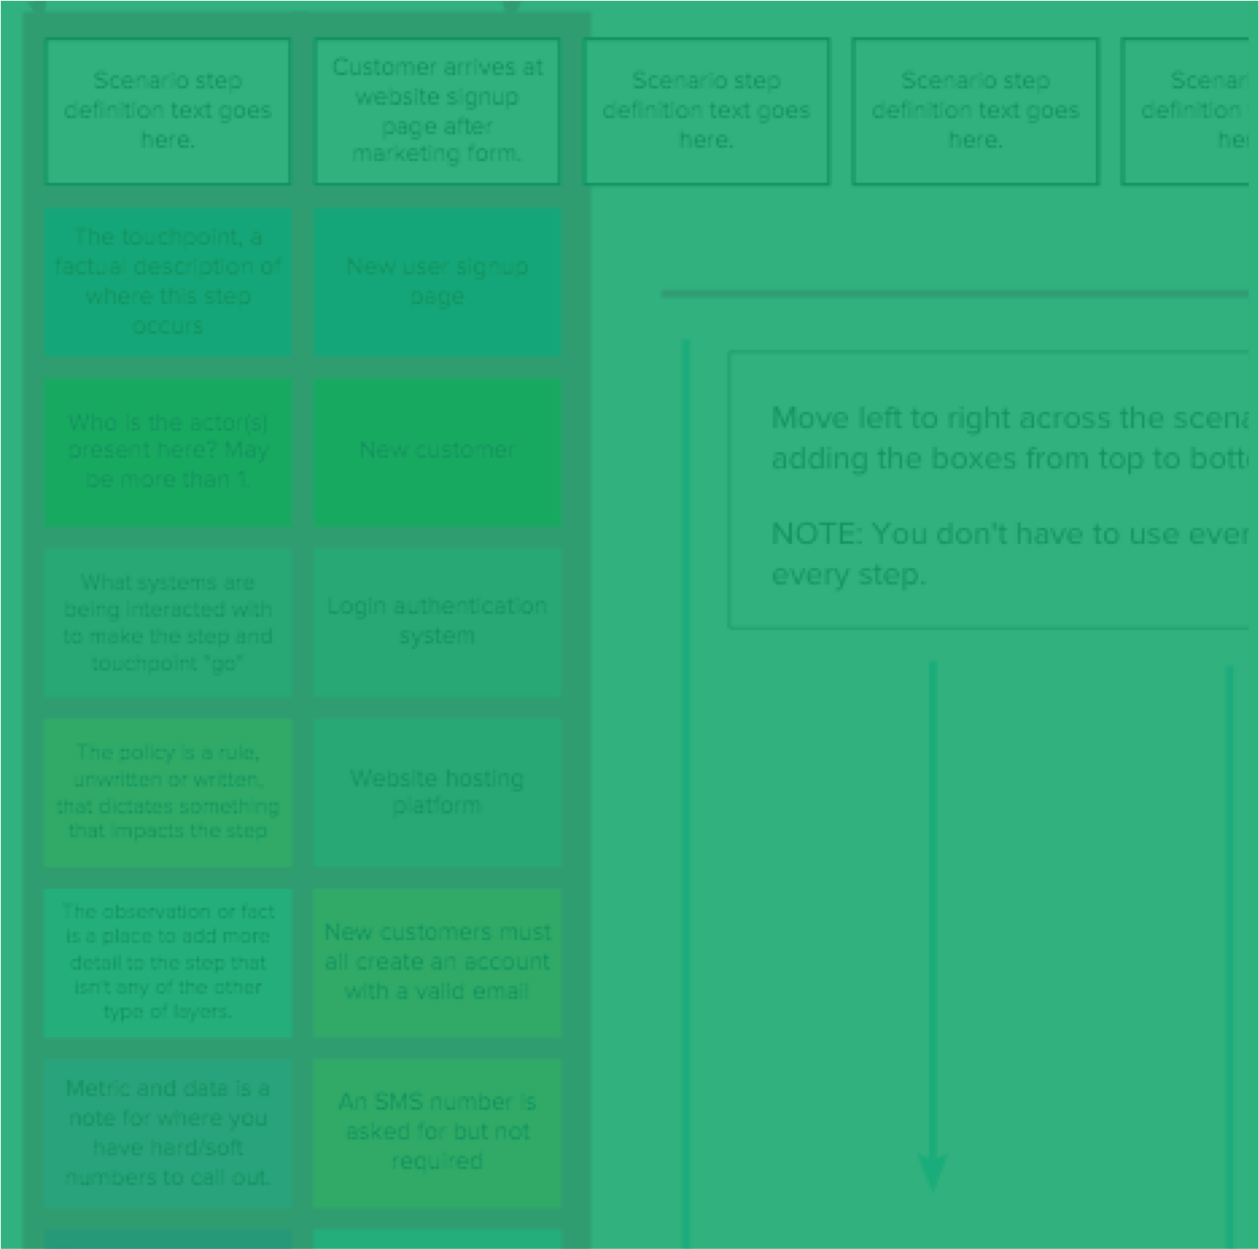 Scenario step
definition text goes
here.
Customer arrives at
website signup
page after
marketing form.
Scenario step
definition text goes
here.
Scenario step
definition text goes
here.
Scenar
definition
he
The touchpoint, a
factual description of
where this step
occurs
New user signup
page
Who is the actor(s)
present here? May
be more than 1.
New customer
What systems are
being interacted with
to make the step and
touchpoint "go"
Login authentication
system
The policy is a rule,
unwritten or written,
that dictates something
that impacts the step
Website hosting
platform
The observation or fact
is a place to add more
detail to the step that
isn't any of the other
type of layers.
New customers must
all create an account
with a valid email
Metric and data is a
note for where you
have hard/soft
numbers to call out.
An SMS number is
asked for but not
required
Move left to right across the scena
adding the boxes from top to botto
NOTE: You don't have to use ever
every step.